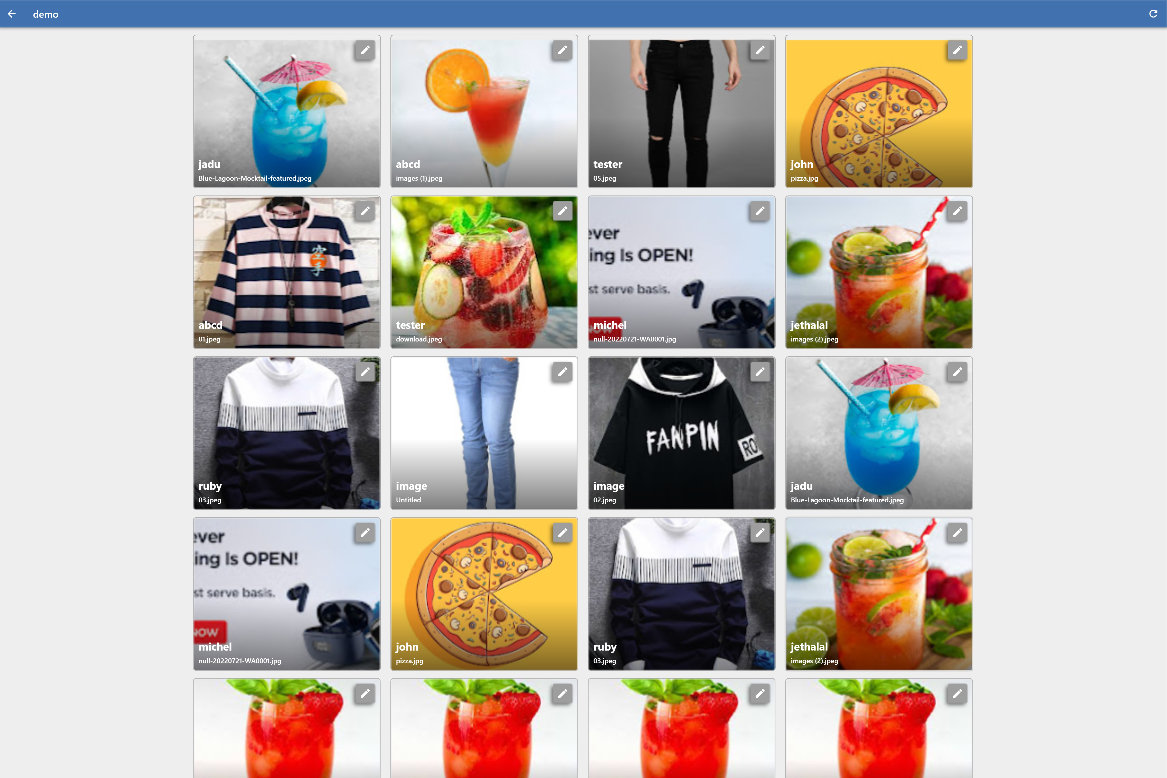 demo
jadu
Blue-Lagoon-Mocktail-featured.jpeg
abcd
images (1).jpeg
tester
05.jpeg
john
pizza.jpg
空手
abcd
01.jpeg
tester
download.jpeg
ever
ing Is OPEN!
st serve basis.
NOW
michel
null-20220721-WA0001.jpg
jethalal
images (2).jpeg
ruby
03.jpeg
image
Untitled
FANPIN
RO
image
02.jpeg
jadu
Blue-Lagoon-Mocktail-featured.jpeg
ever
ing Is OPEN!
st serve basis.
NOW
michel
null-20220721-WA0001.jpg
john
pizza.jpg
ruby
03.jpeg
jethalal
images (2).jpeg